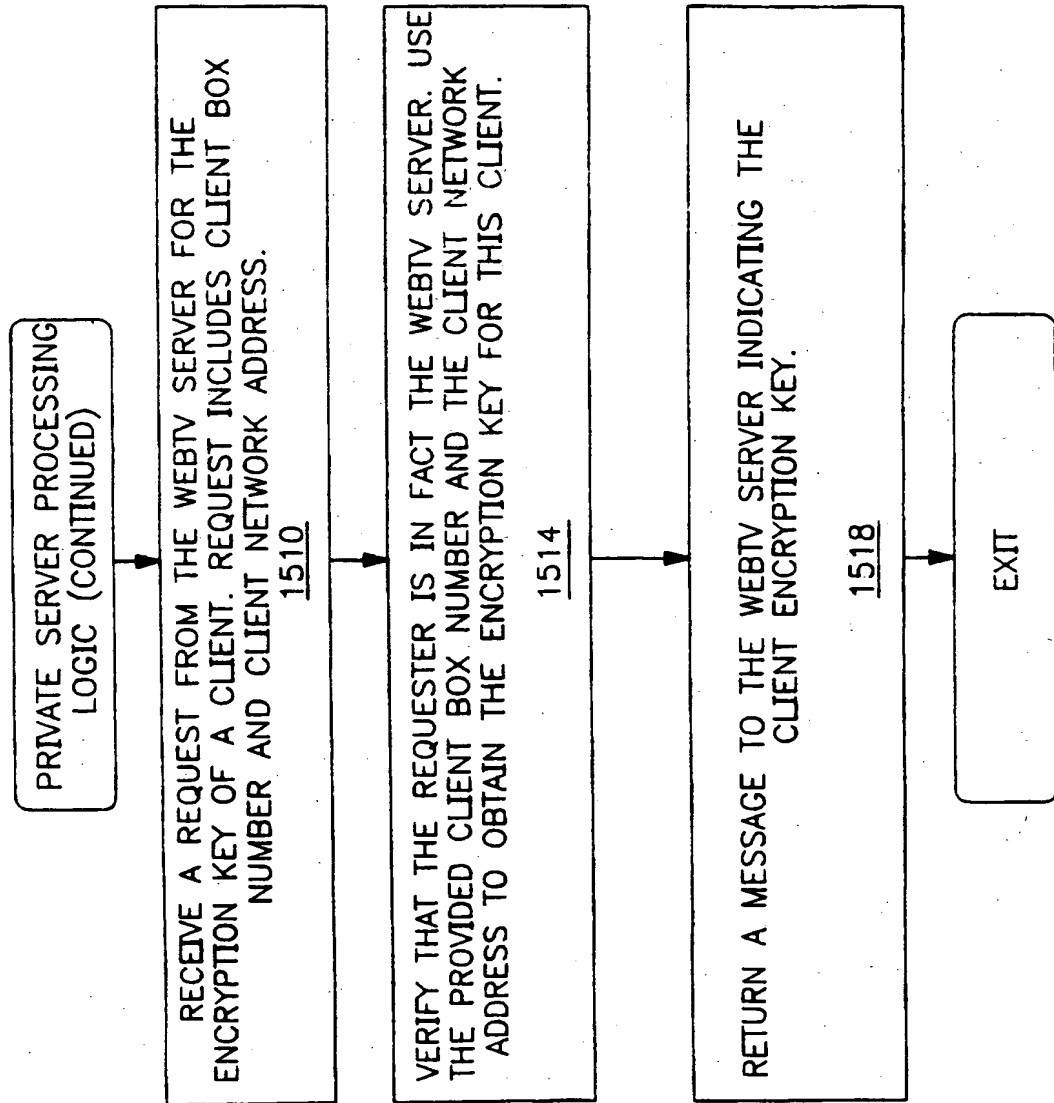 PRIVATE SERVER PROCESSING
LOGIC (CONTINUED)
RECEIVE A REQUEST FROM THE WEBTV SERVER FOR THE
ENCRYPTION KEY OF A CLIENT. REQUEST INCLUDES CLIENT BOX
NUMBER AND CLIENT NETWORK ADDRESS.
1510
VERIFY THAT THE REQUESTER IS IN FACT THE WEBTV SERVER. USE
THE PROVIDED CLIENT BOX NUMBER AND THE CLIENT NETWORK
ADDRESS TO OBTAIN THE ENCRYPTION KEY FOR THIS CLIENT.
1514
RETURN A MESSAGE TO THE WEBTV SERVER INDICATING THE
CLIENT ENCRYPTION KEY.
1518
EXIT